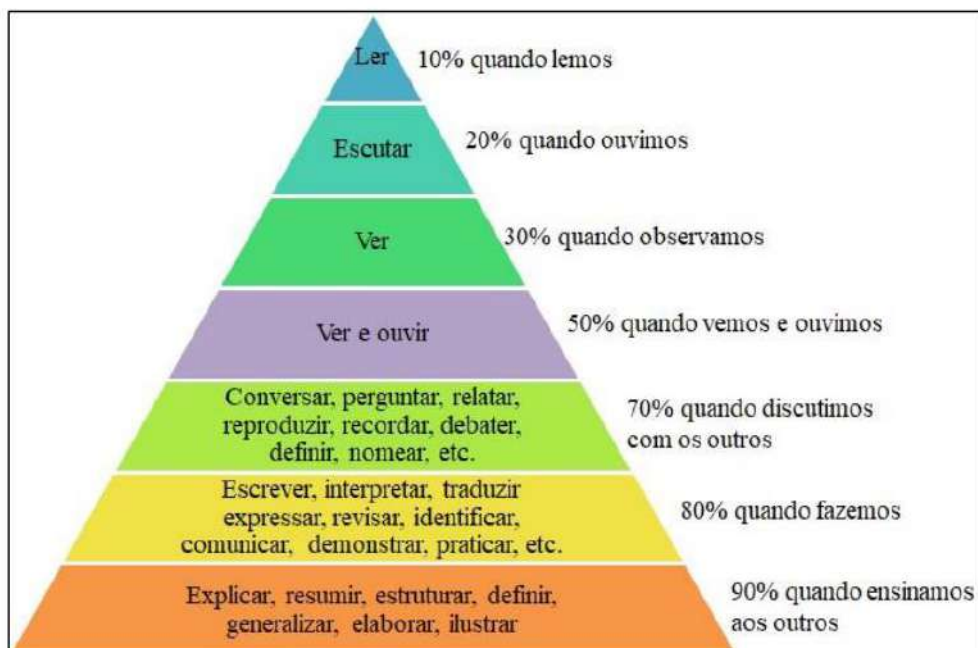 Ler
10% quando lemos
Escutar
20% quando ouvimos
Ver
30% quando observamos
Ver e ouvir
50% quando vemos e ouvimos
Conversar, perguntar, relatar,
reproduzir, recordar, debater,
definir, nomear, etc.
70% quando discutimos
com os outros
Escrever, interpretar, traduzir
expressar, revisar, identificar,
comunicar, demonstrar, praticar, etc.
80% quando fazemos
Explicar, resumir, estruturar, definir,
generalizar, elaborar, ilustrar
90% quando ensinamos
aos outros